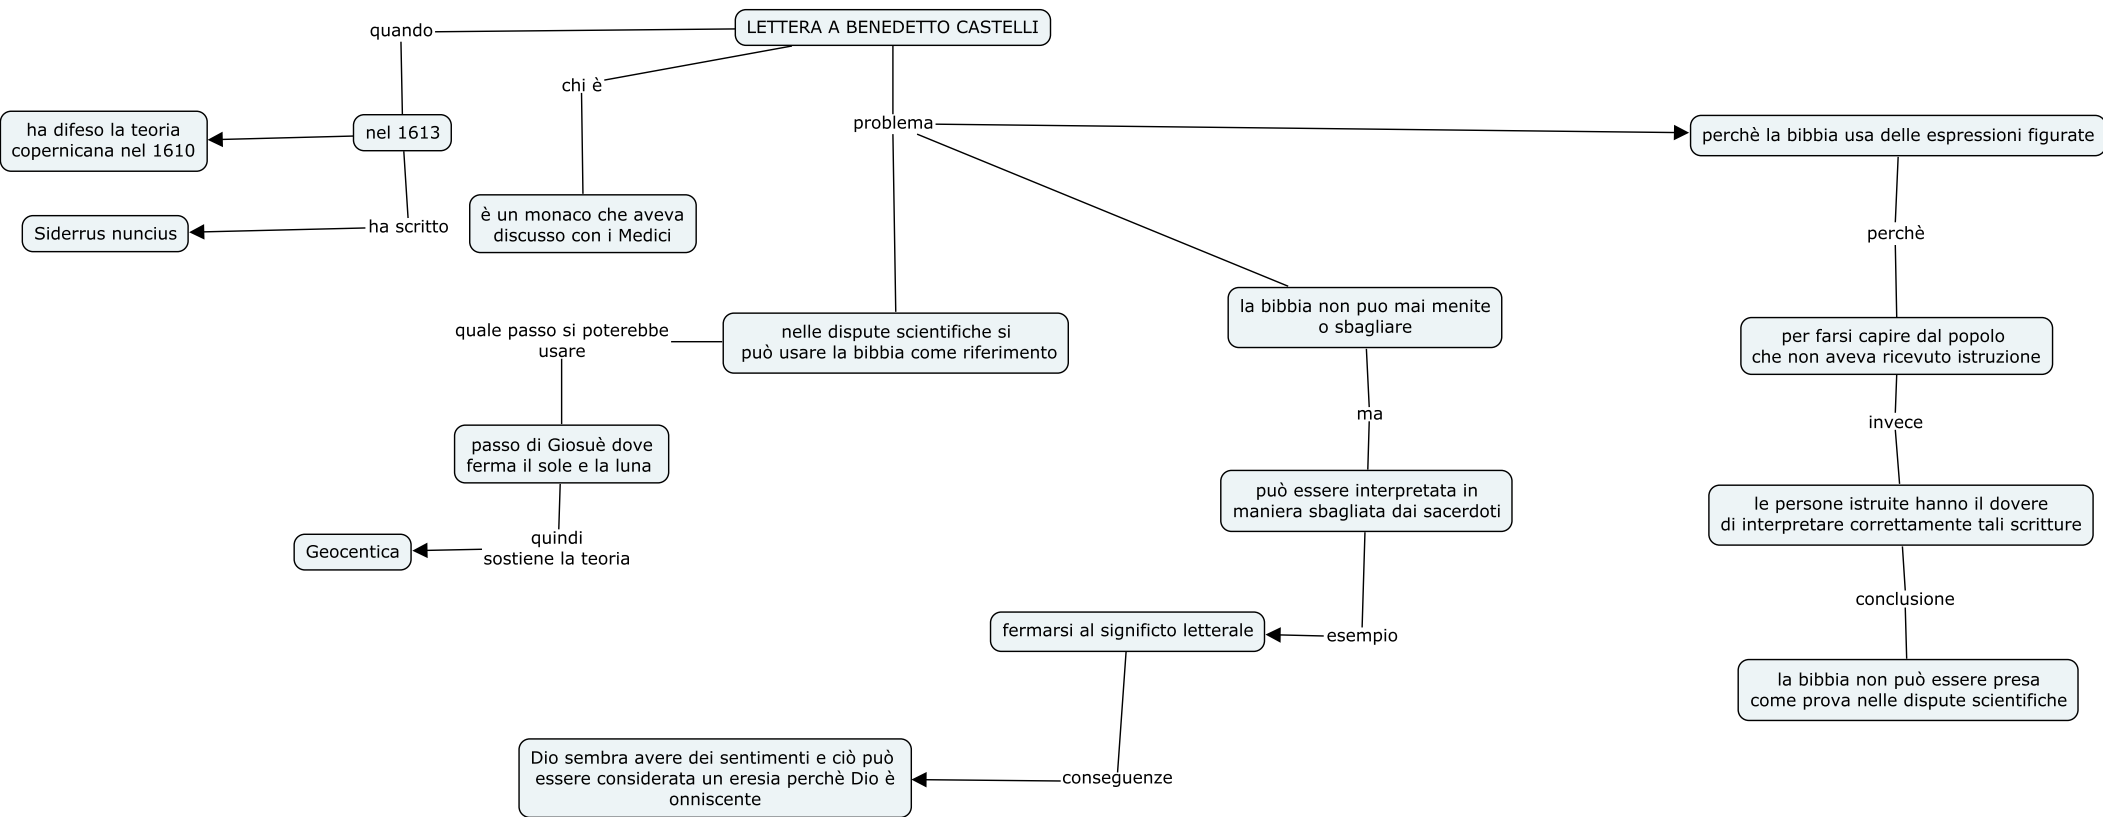 LETTERA A BENEDETTO CASTELLI
quando
chi è
problema
ha difeso la teoria
copernicana nel 1610
nel 1613
perchè la bibbia usa delle espressioni figurate
Siderrus nuncius
ha scritto
è un monaco che aveva
discusso con i Medici
perchè
quale passo si poterebbe
usare
nelle dispute scientifiche si
può usare la bibbia come riferimento
la bibbia non puo mai menite
o sbagliare
per farsi capire dal popolo
che non aveva ricevuto istruzione
ma
invece
passo di Giosuè dove
ferma il sole e la luna
può essere interpretata in
maniera sbagliata dai sacerdoti
le persone istruite hanno il dovere
di interpretare correttamente tali scritture
Geocentica
quindi
sostiene la teoria
conclusione
fermarsi al significto letterale
esempio
la bibbia non può essere presa
come prova nelle dispute scientifiche
Dio sembra avere dei sentimenti e ciò può
essere considerata un eresia perchè Dio è
onniscente
conseguenze